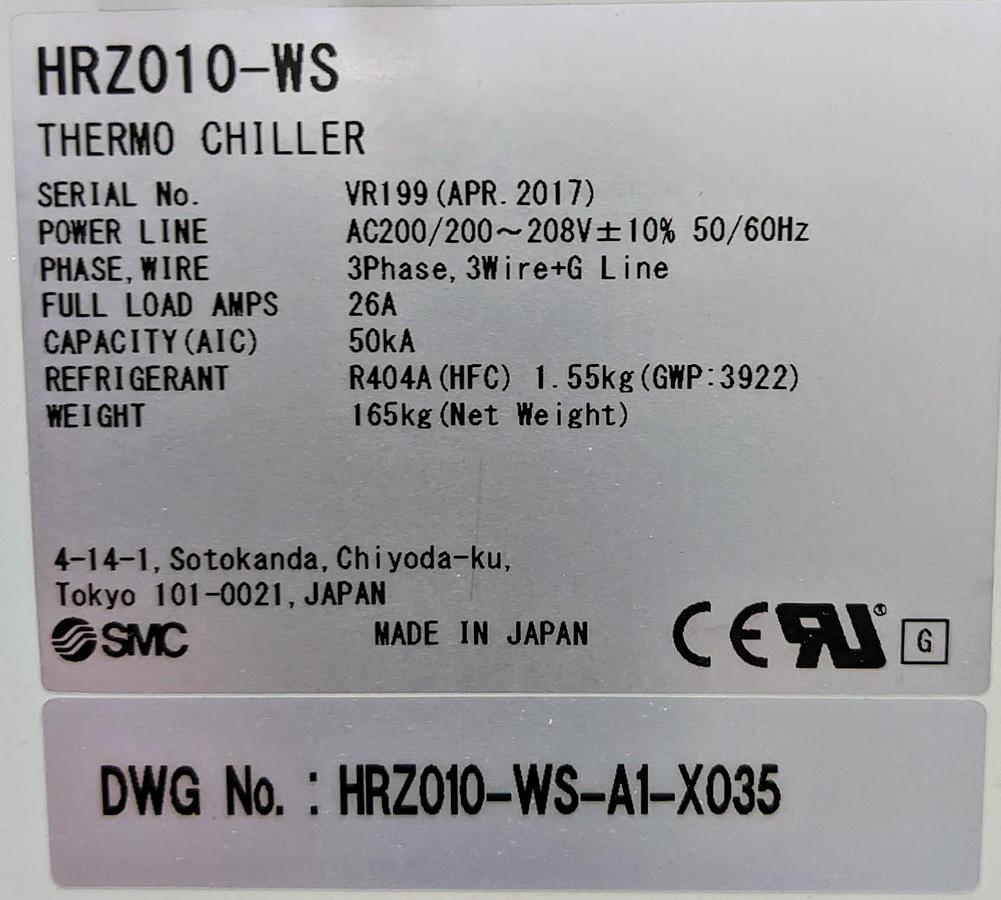 HRZ010-WS
THERMO CHILLER
SERIAL No. VR199(APR.2017)
POWER LINE AC200/200~208V±10% 50/60Hz
PHASE,WIRE 3Phase,3Wire+G Line
FULL LOAD AMPS 26A
CAPACITY(AIC) 50kA
REFRIGERANT R404A(HFC) 1.55kg(GWP:3922)
WEIGHT 165kg(Net Weight)
4-14-1,Sotokanda,Chiyoda-ku,
Tokyo 101-0021,JAPAN
SMC MADE IN JAPAN CE RU® G
DWG No.:HRZ010-WS-A1-X035